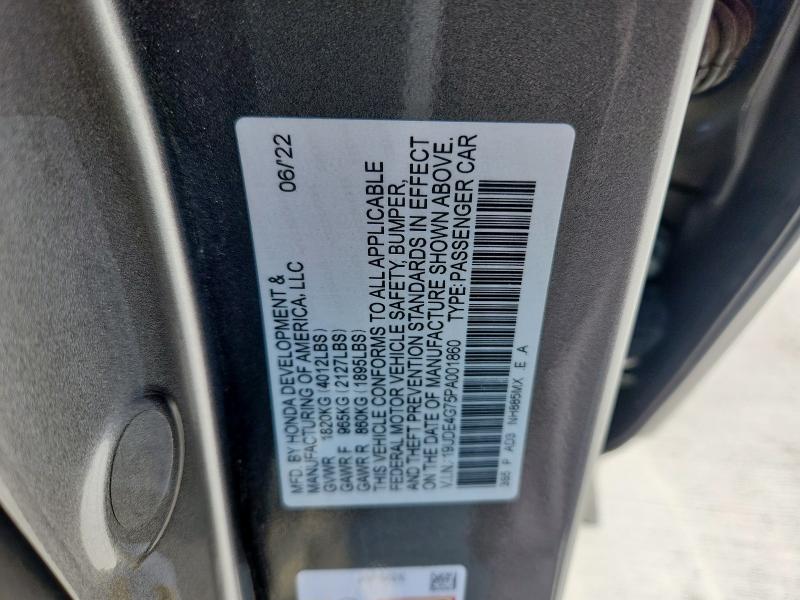 MFD. BY HONDA DEVELOPMENT & 06/'22
MANUFACTURING OF AMERICA, LLC
GVWR 1820KG (4012LBS)
GAWR F 965KG (2127LBS)
GAWR R 860KG (1895LBS)
THIS VEHICLE CONFORMS TO ALL APPLICABLE
FEDERAL MOTOR VEHICLE SAFETY, BUMPER,
AND THEFT PREVENTION STANDARDS IN EFFECT
ON THE DATE OF MANUFACTURE SHOWN ABOVE.
V.I.N.: 19UDE4G75PA001860 TYPE: PASSENGER CAR
3S5 P AD3 NH885MX E A